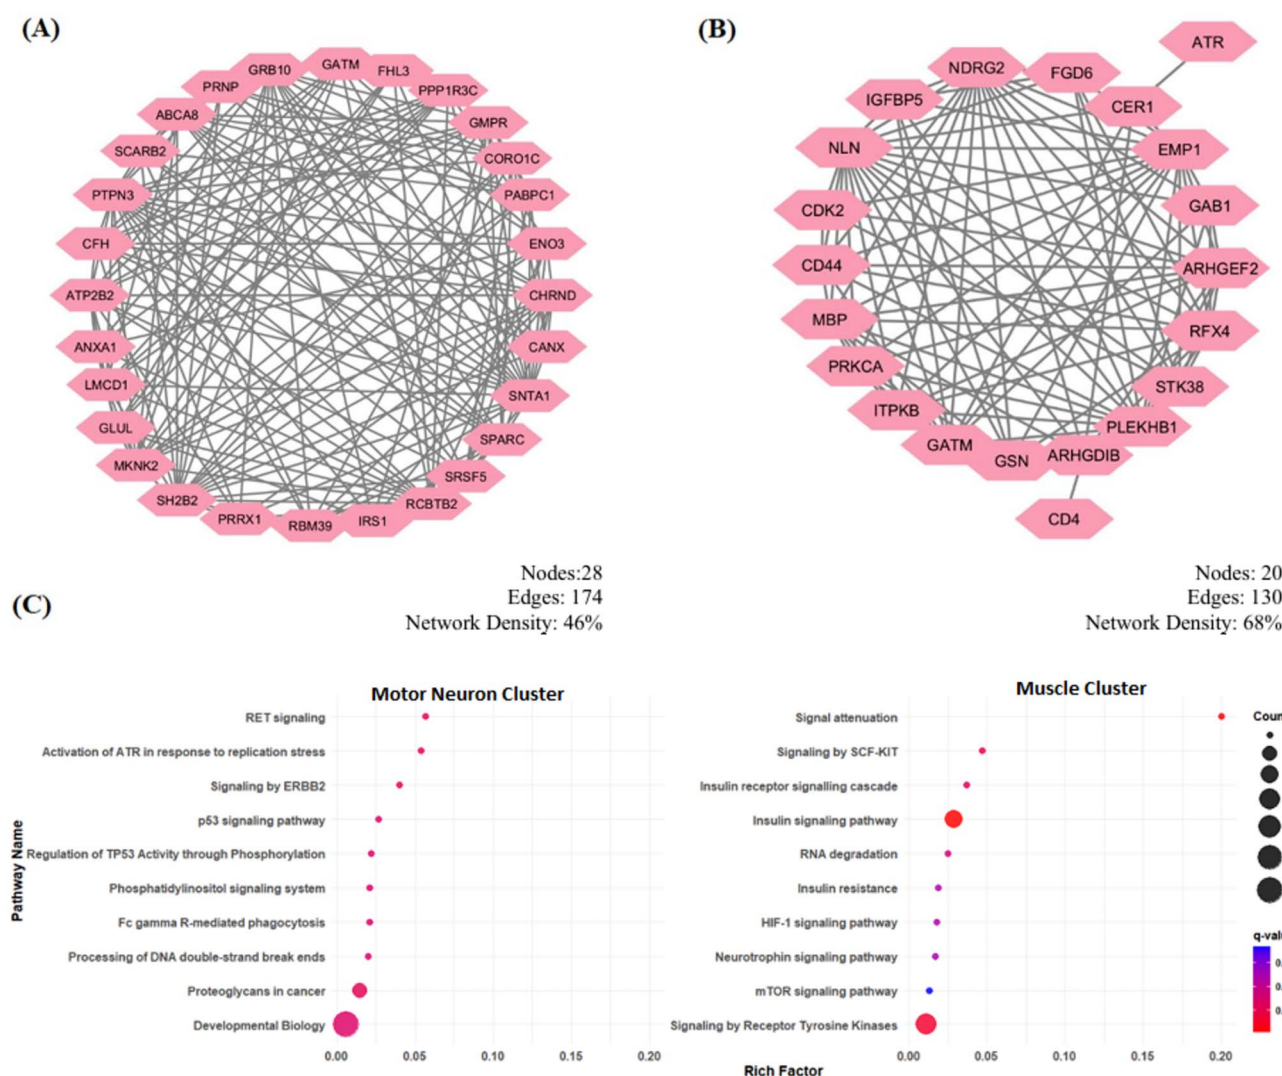 (A)
GATM
FHL3
GRB10
PPP1R3C
PRNP
GMPR
ABCA8
CORO1C
SCARB2
PABPC1
PTPN3
ENO3
CFH
CHRND
ATP2B2
CANX
ANXA1
SNTA1
LMCD1
SPARC
GLUL
SRSF5
MKNK2
RCBTB2
SH2B2
IRS1
PRRX1
RBM39
Nodes:28
Edges: 174
Network Density: 46%
(B)
ATR
NDRG2
FGD6
IGFBP5
CER1
NLN
EMP1
CDK2
GAB1
CD44
ARHGEF2
MBP
RFX4
PRKCA
STK38
ITPKB
PLEKHB1
GATM
GSN
ARHGDIB
CD4
Nodes: 20
Edges: 130
Network Density: 68%
(C)
Motor Neuron Cluster
Pathway Name
RET signaling
Activation of ATR in response to replication stress
Signaling by ERBB2
p53 signaling pathway
Regulation of TP53 Activity through Phosphorylation
Phosphatidylinositol signaling system
Fc gamma R-mediated phagocytosis
Processing of DNA double-strand break ends
Proteoglycans in cancer
Developmental Biology
0.00 0.05 0.10 0.15 0.20
Muscle Cluster
Signal attenuation
Signaling by SCF-KIT
Insulin receptor signalling cascade
Insulin signaling pathway
RNA degradation
Insulin resistance
HIF-1 signaling pathway
Neurotrophin signaling pathway
mTOR signaling pathway
Signaling by Receptor Tyrosine Kinases
0.00 0.05 0.10 0.15 0.20
Rich Factor
Coun
q-valu
0.
0.
0.